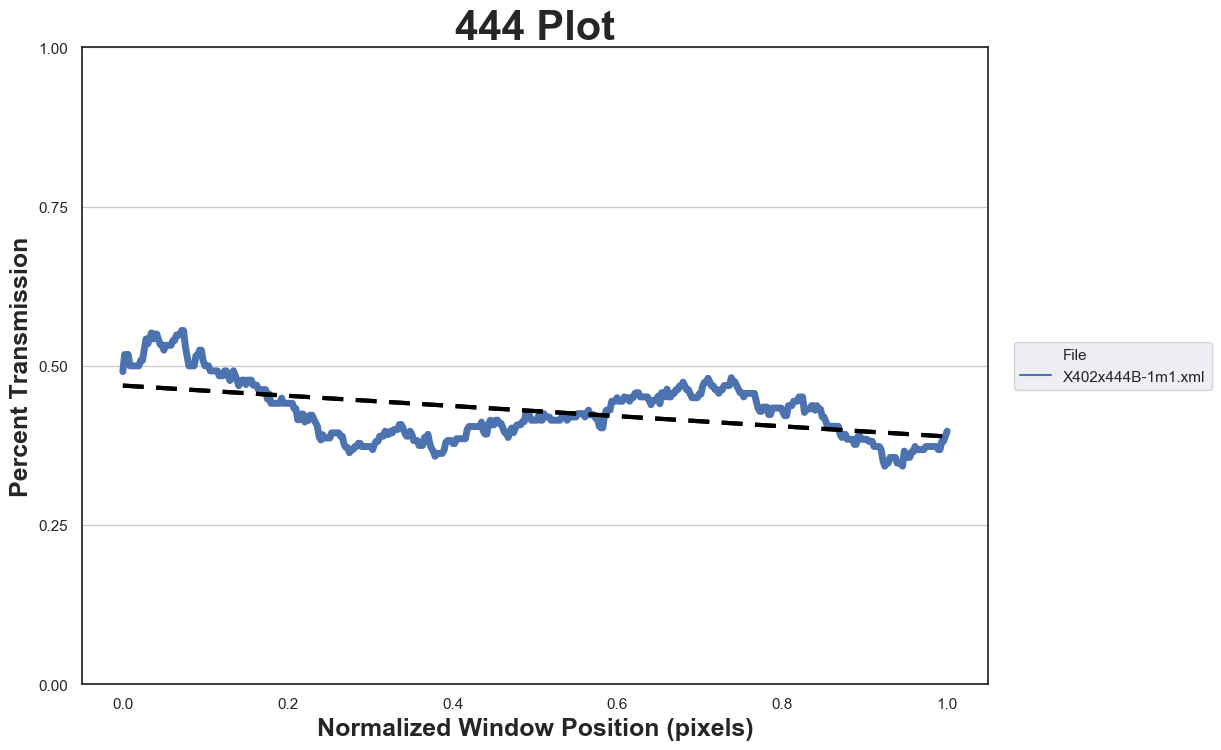 444 Plot
1.00
0.75
0.50
0.25
0.00
Percent Transmission
0.0 0.2 0.4 0.6 0.8 1.0
Normalized Window Position (pixels)
File
X402x444B-1m1.xml